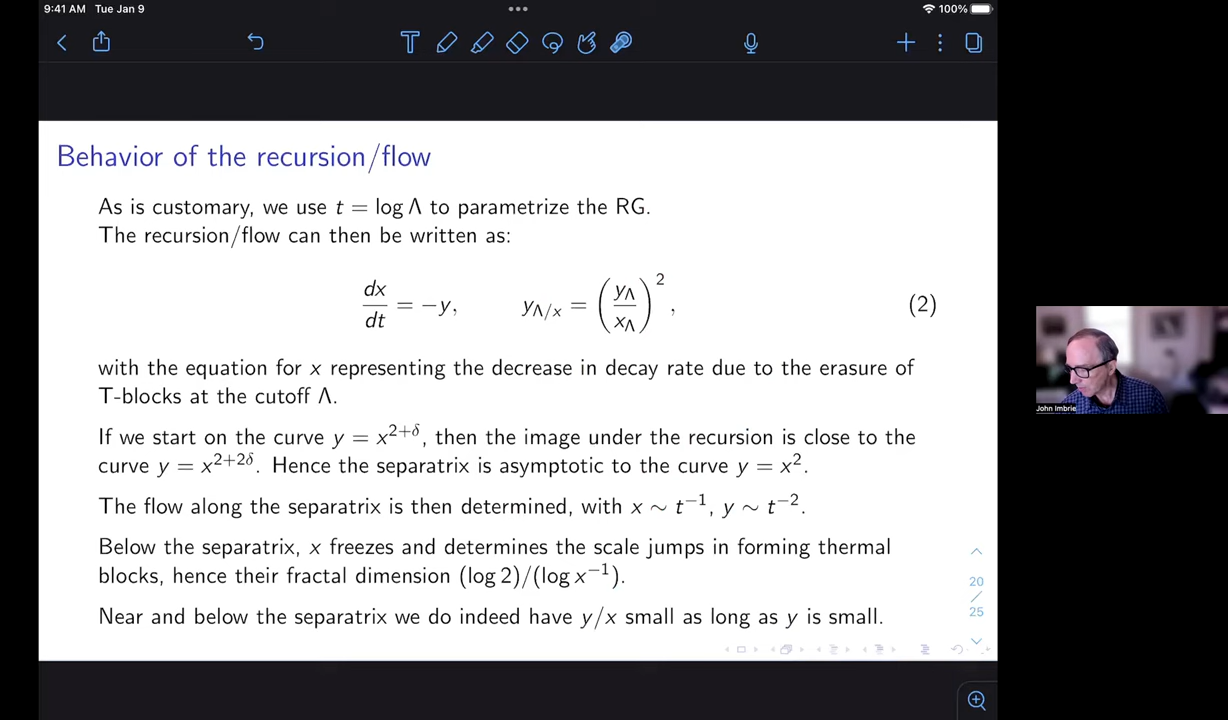 9:41 AM Tue Jan 9
100%
Behavior of the recursion/flow
As is customary, we use t = log Λ to parametrize the RG.
The recursion/flow can then be written as:
dx/dt = −y, y_{Λ/x} = (y_Λ/x_Λ)^2, (2)
with the equation for x representing the decrease in decay rate due to the erasure of
T-blocks at the cutoff Λ.
If we start on the curve y = x^{2+δ}, then the image under the recursion is close to the
curve y = x^{2+2δ}. Hence the separatrix is asymptotic to the curve y = x^2.
The flow along the separatrix is then determined, with x ∼ t^{−1}, y ∼ t^{−2}.
Below the separatrix, x freezes and determines the scale jumps in forming thermal
blocks, hence their fractal dimension (log 2)/(log x^{−1}).
Near and below the separatrix we do indeed have y/x small as long as y is small.
20
/
25
John Imbrie